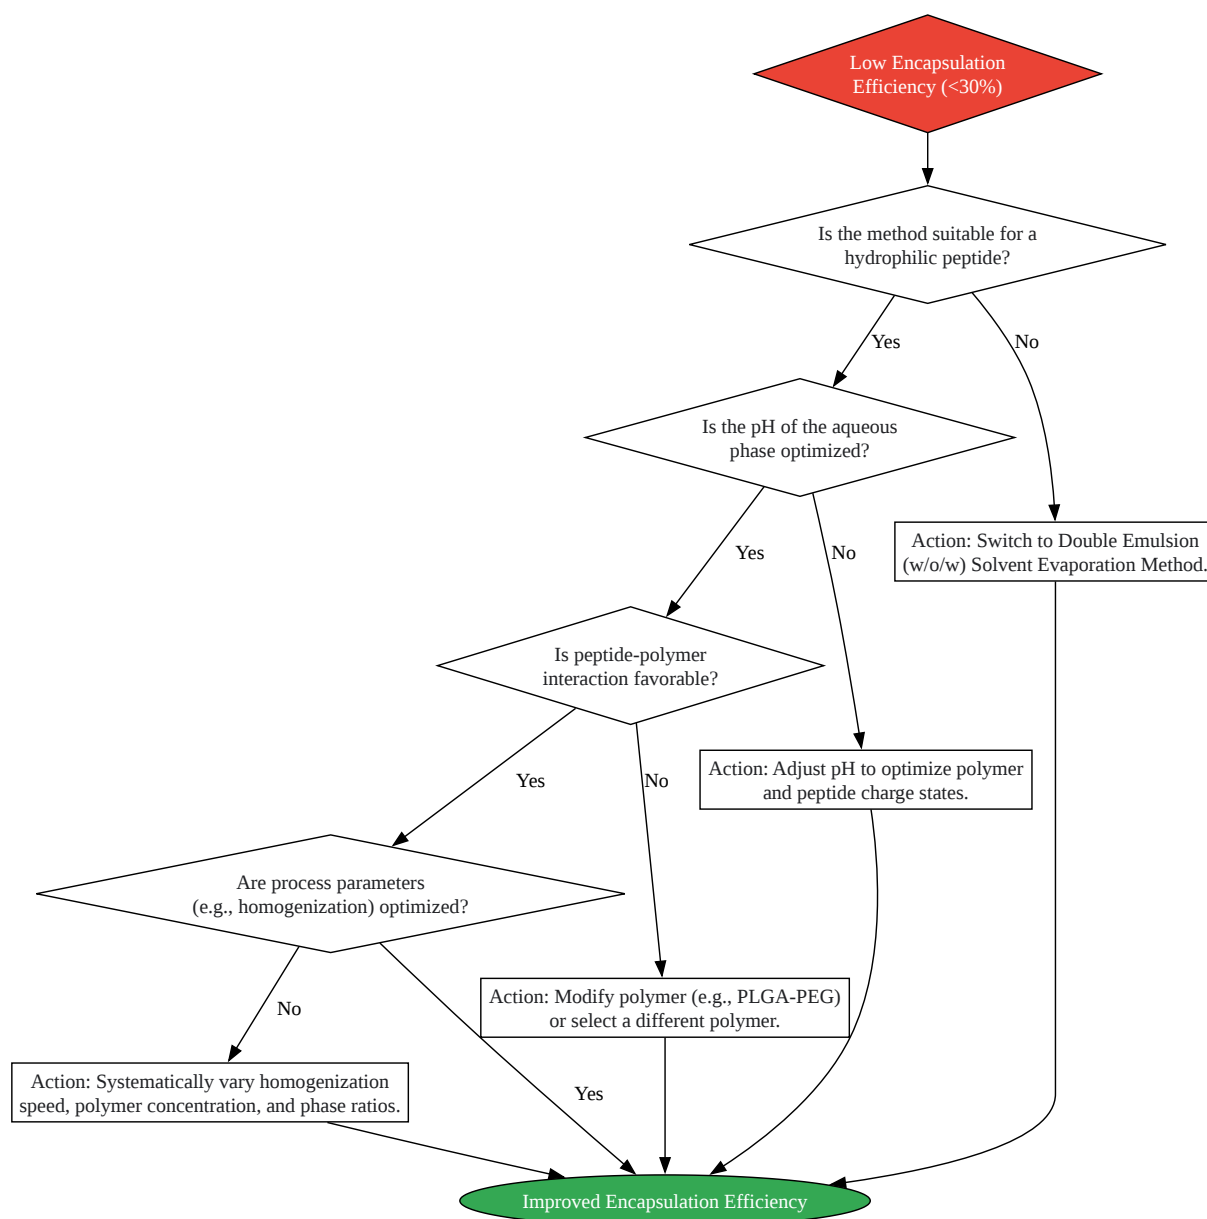 Low Encapsulation
Efficiency (<30%)
Is the method suitable for a
hydrophilic peptide?
Yes
No
Is the pH of the aqueous
phase optimized?
Action: Switch to Double Emulsion
(w/o/w) Solvent Evaporation Method.
Yes
No
Is peptide-polymer
interaction favorable?
Action: Adjust pH to optimize polymer
and peptide charge states.
Yes
No
Are process parameters
(e.g., homogenization) optimized?
Action: Modify polymer (e.g., PLGA-PEG)
or select a different polymer.
No
Yes
Action: Systematically vary homogenization
speed, polymer concentration, and phase ratios.
Improved Encapsulation Efficiency